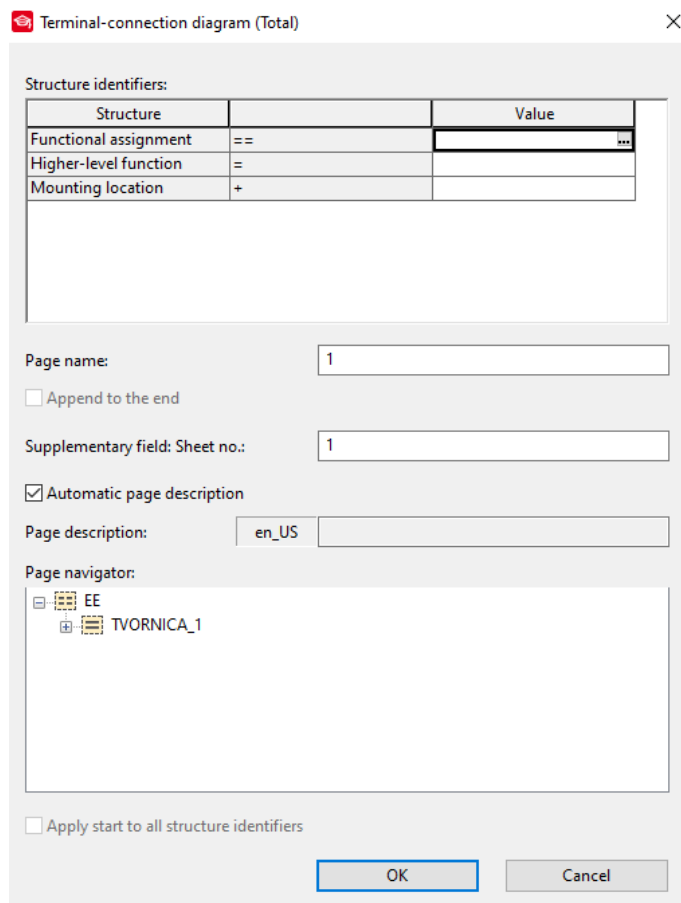 Terminal-connection diagram (Total)
Structure identifiers:
Structure Value
Functional assignment ==
Higher-level function =
Mounting location +
Page name: 1
Append to the end
Supplementary field: Sheet no.: 1
Automatic page description
Page description: en_US
Page navigator:
EE
TVORNICA_1
Apply start to all structure identifiers
OK Cancel